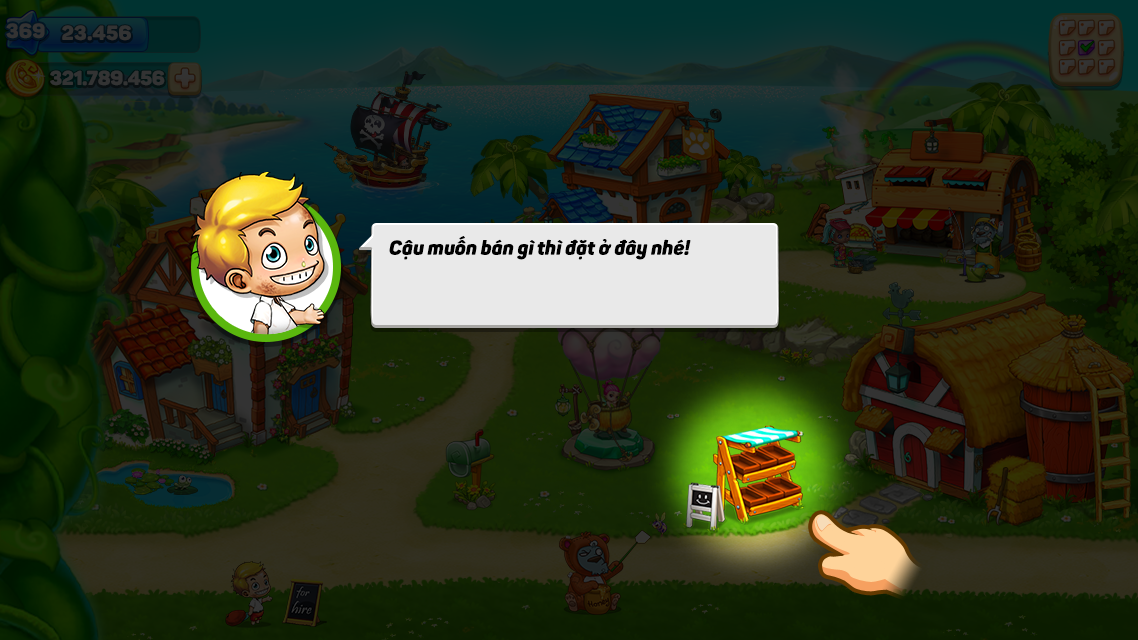 369 23.456
321.789.456
Cậu muốn bán gì thì đặt ở đây nhé!
for
hire